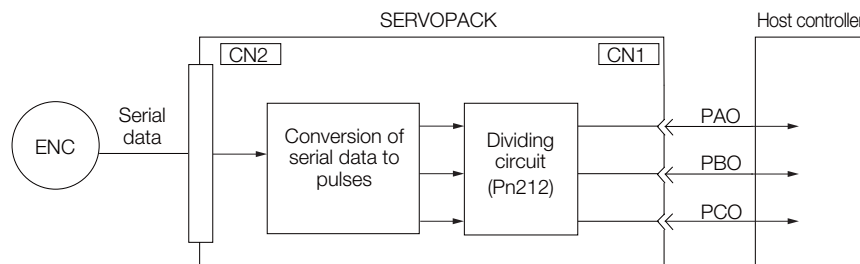 SERVOPACK
Host controller
CN2
CN1
Serial
data
ENC
Conversion of
serial data to
pulses
Dividing
circuit
(Pn212)
PAO
PBO
PCO